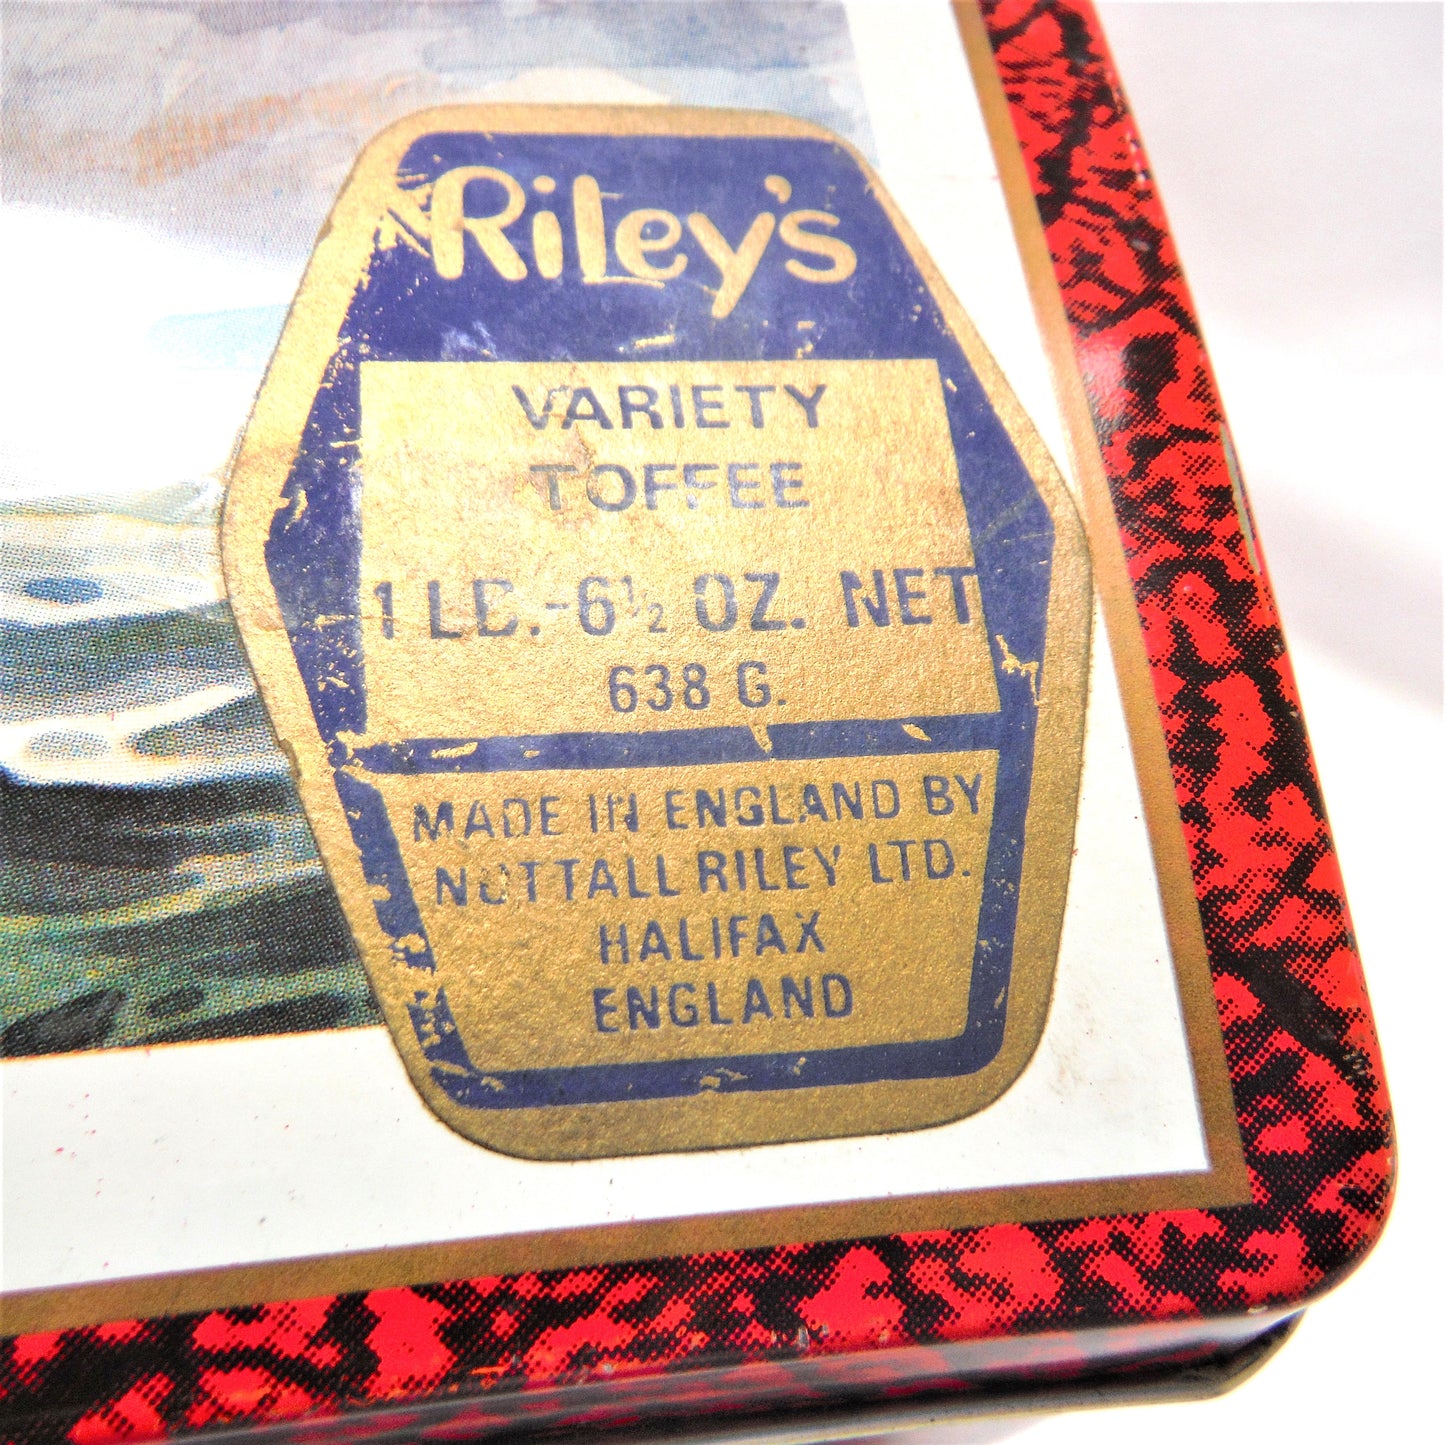 Riley's
VARIETY
TOFFEE
1 LB.-6½ OZ. NET
638 G.
MADE IN ENGLAND BY
NUTTALL RILEY LTD.
HALIFAX
ENGLAND